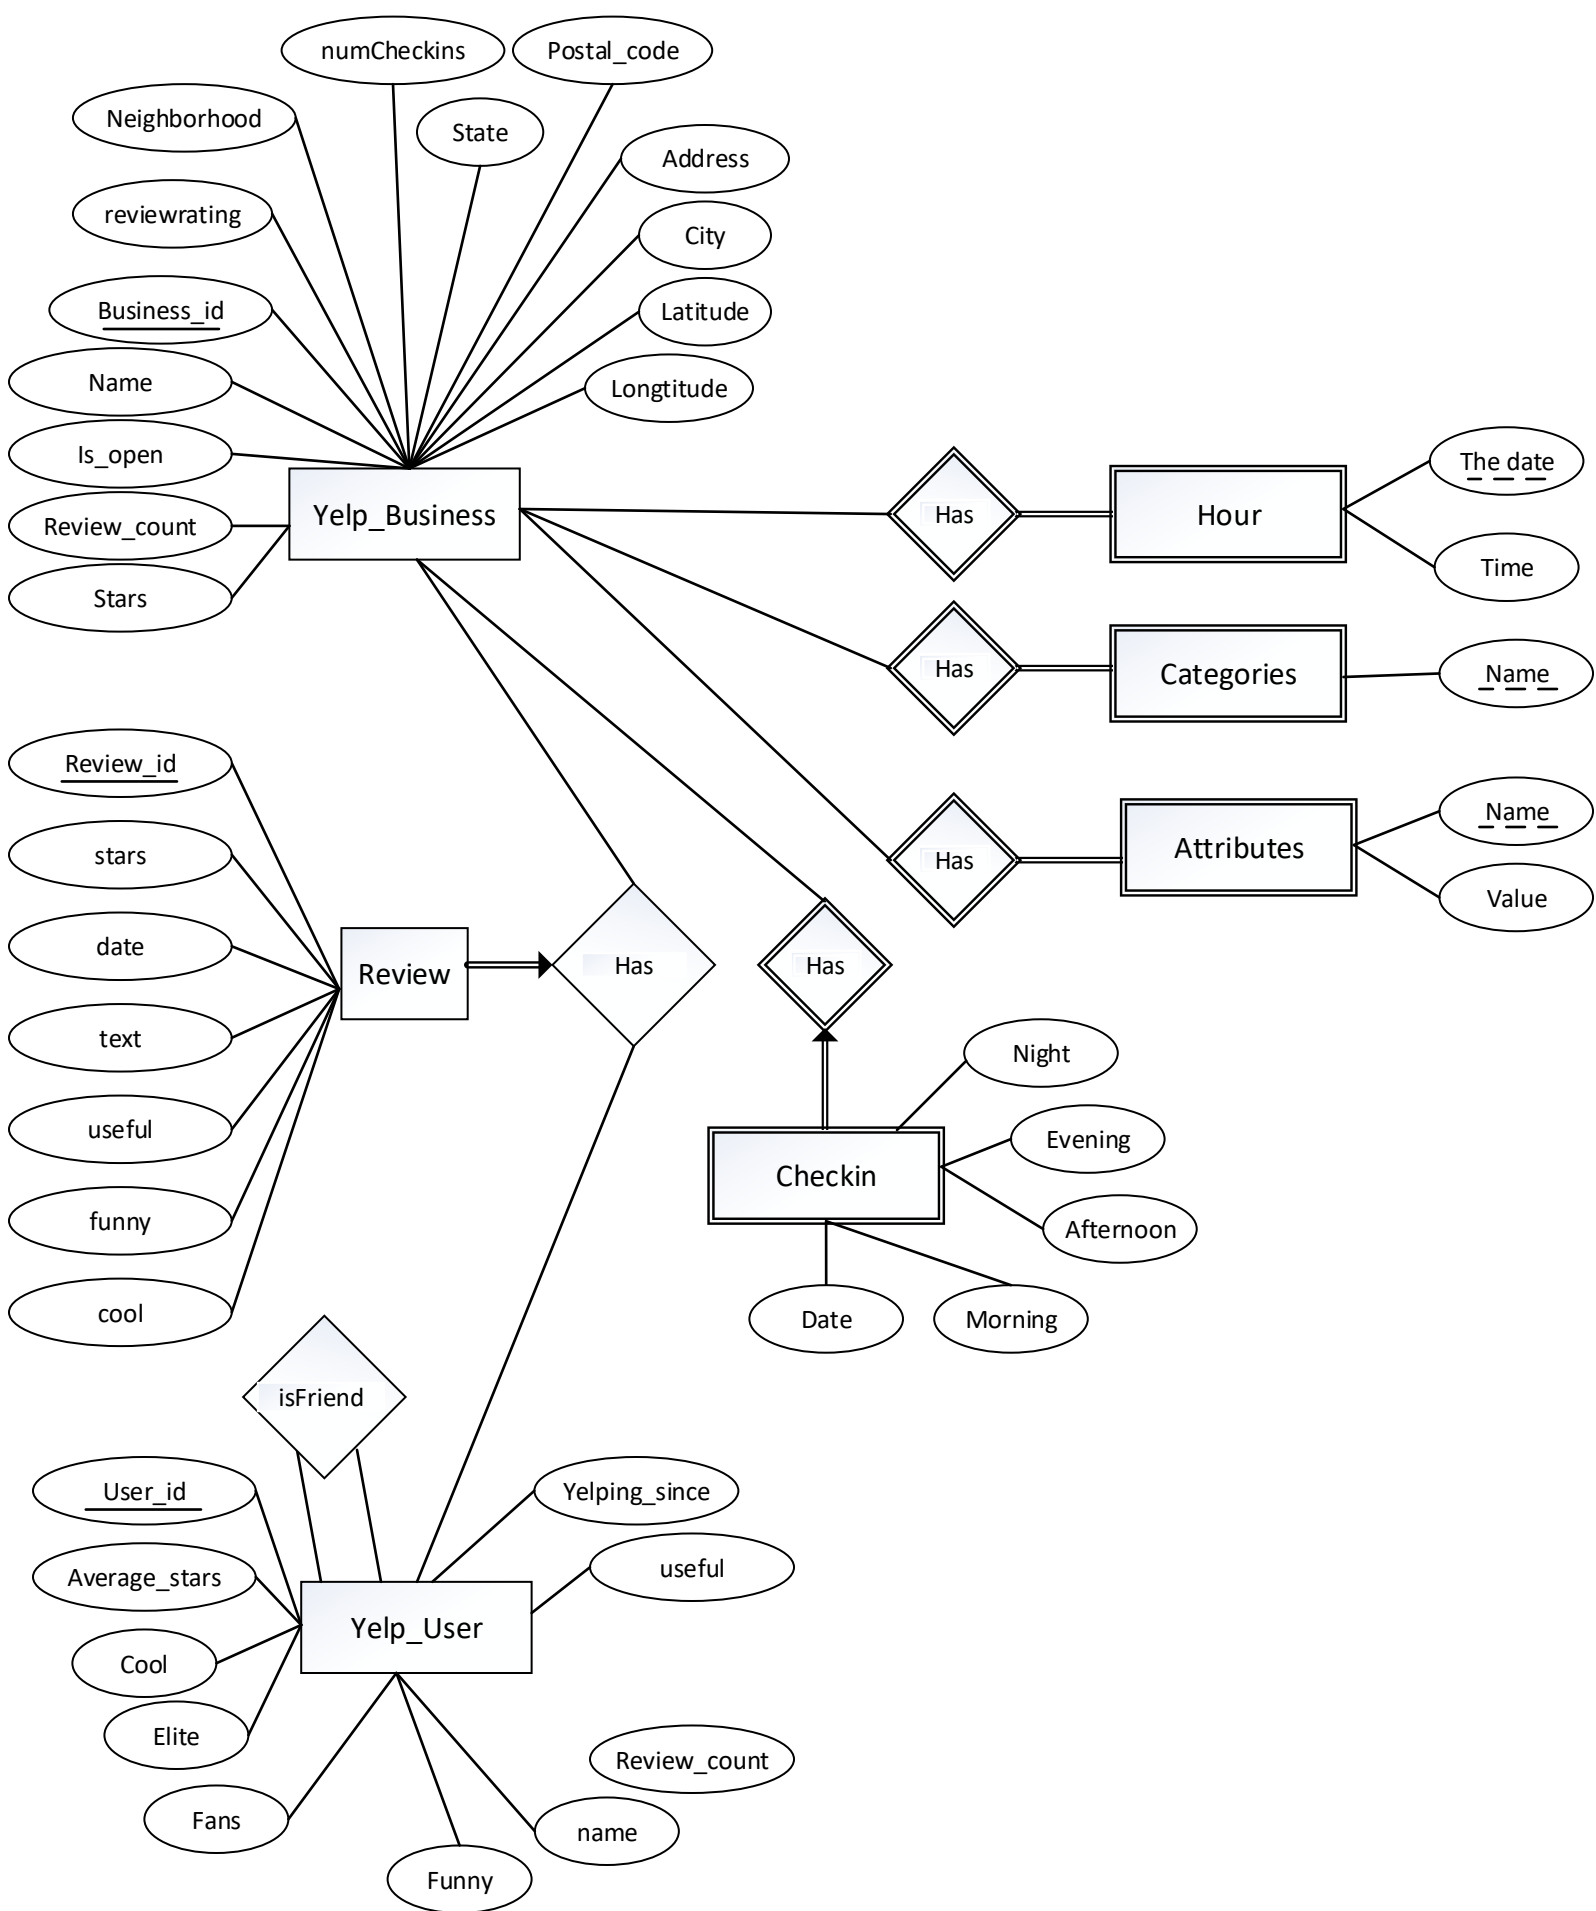 numCheckins
Postal_code
Neighborhood
State
Address
reviewrating
City
Business_id
Latitude
Name
Longtitude
Is_open
The date
Yelp_Business
Has
Hour
Review_count
Time
Stars
Has
Categories
Name
Review_id
Name
stars
Has
Attributes
Value
date
Review
Has
Has
text
Night
useful
Evening
Checkin
funny
Afternoon
cool
Date
Morning
isFriend
User_id
Yelping_since
Average_stars
useful
Yelp_User
Cool
Elite
Review_count
Fans
name
Funny